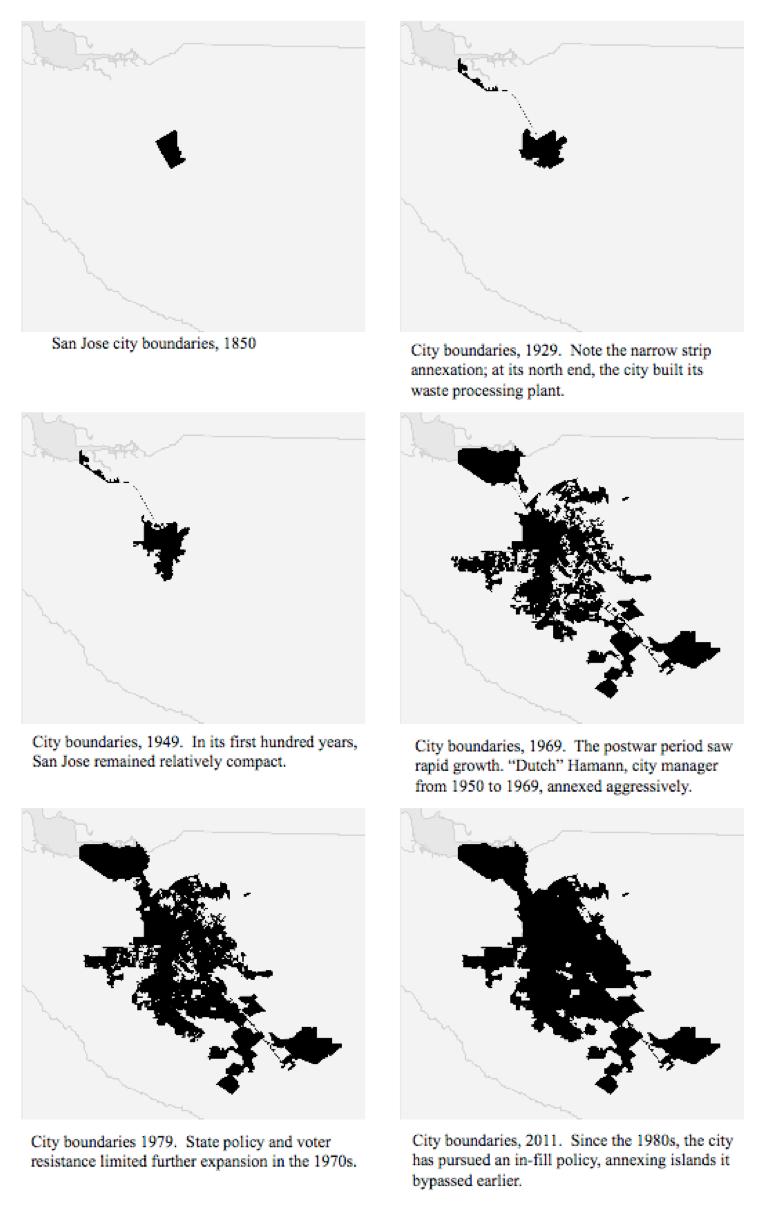 San Jose city boundaries, 1850
City boundaries, 1929.  Note the narrow strip
annexation; at its north end, the city built its
waste processing plant.
City boundaries, 1949.  In its first hundred years,
San Jose remained relatively compact.
City boundaries, 1969.  The postwar period saw
rapid growth. “Dutch” Hamann, city manager
from 1950 to 1969, annexed aggressively.
City boundaries 1979.  State policy and voter
resistance limited further expansion in the 1970s.
City boundaries, 2011.  Since the 1980s, the city
has pursued an in-fill policy, annexing islands it
bypassed earlier.